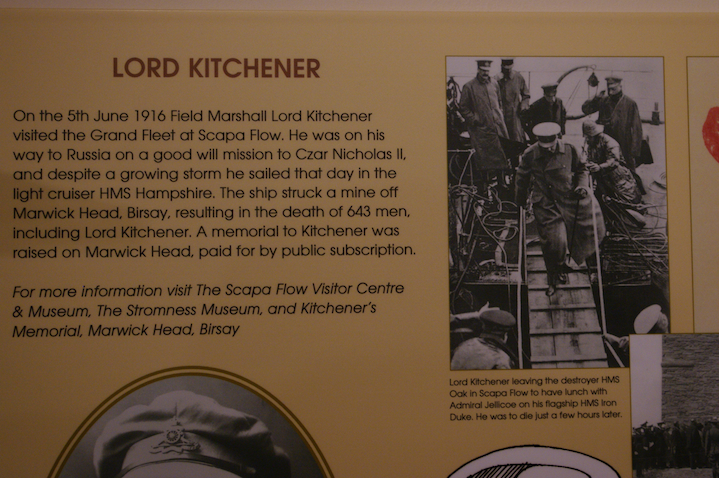 LORD KITCHENER
On the 5th June 1916 Field Marshall Lord Kitchener
visited the Grand Fleet at Scapa Flow. He was on his
way to Russia on a good will mission to Czar Nicholas II,
and despite a growing storm he sailed that day in the
light cruiser HMS Hampshire. The ship struck a mine off
Marwick Head, Birsay, resulting in the death of 643 men,
including Lord Kitchener. A memorial to Kitchener was
raised on Marwick Head, paid for by public subscription.
For more information visit The Scapa Flow Visitor Centre
& Museum, The Stromness Museum, and Kitchener's
Memorial, Marwick Head, Birsay
Lord Kitchener leaving the destroyer HMS
Oak in Scapa Flow to have lunch with
Admiral Jellicoe on his flagship HMS Iron
Duke. He was to die just a few hours later.